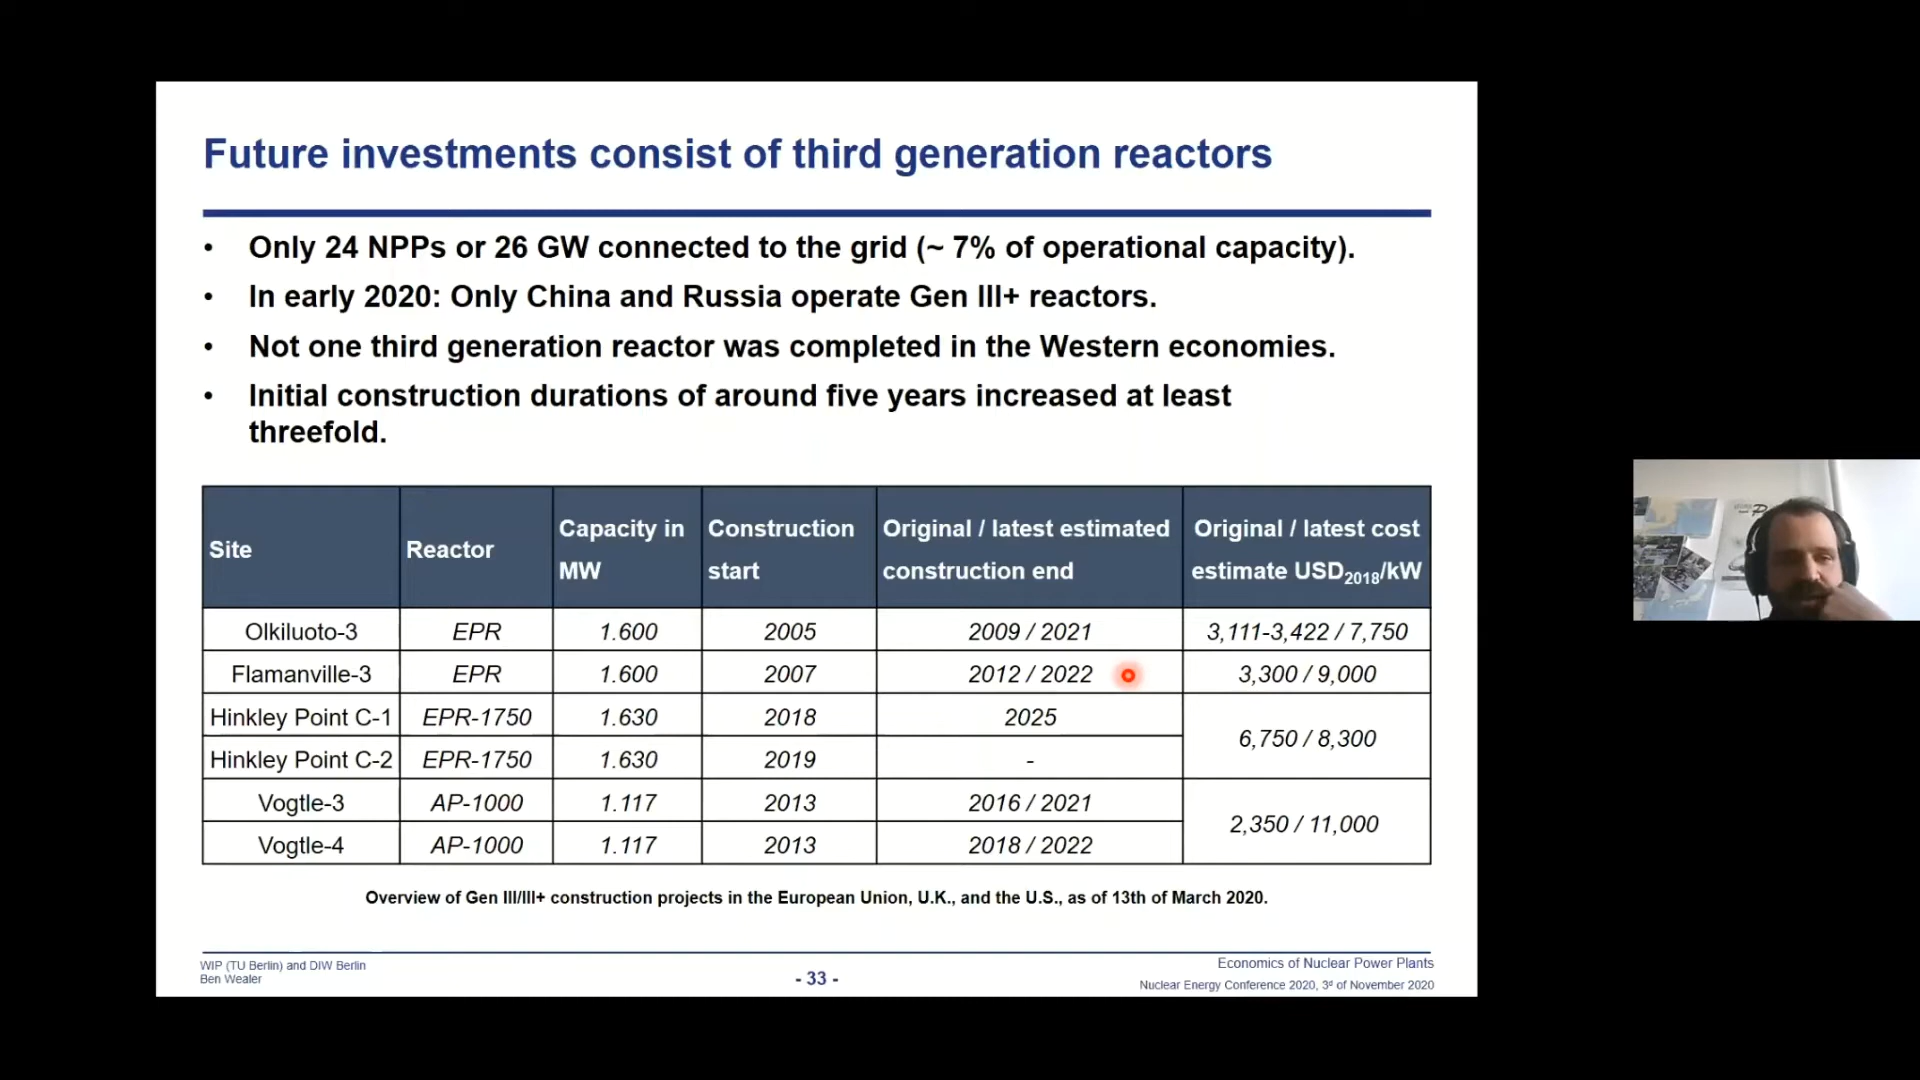 Future investments consist of third generation reactors
• Only 24 NPPs or 26 GW connected to the grid (~ 7% of operational capacity).
• In early 2020: Only China and Russia operate Gen III+ reactors.
• Not one third generation reactor was completed in the Western economies.
• Initial construction durations of around five years increased at least
threefold.
Site | Reactor | Capacity in MW | Construction start | Original / latest estimated construction end | Original / latest cost estimate USD2018/kW
Olkiluoto-3 | EPR | 1.600 | 2005 | 2009 / 2021 | 3,111-3,422 / 7,750
Flamanville-3 | EPR | 1.600 | 2007 | 2012 / 2022 | 3,300 / 9,000
Hinkley Point C-1 | EPR-1750 | 1.630 | 2018 | 2025 | 6,750 / 8,300
Hinkley Point C-2 | EPR-1750 | 1.630 | 2019 | -
Vogtle-3 | AP-1000 | 1.117 | 2013 | 2016 / 2021 | 2,350 / 11,000
Vogtle-4 | AP-1000 | 1.117 | 2013 | 2018 / 2022
Overview of Gen III/III+ construction projects in the European Union, U.K., and the U.S., as of 13th of March 2020.
WIP (TU Berlin) and DIW Berlin
Ben Wealer
- 33 -
Economics of Nuclear Power Plants
Nuclear Energy Conference 2020, 3rd of November 2020